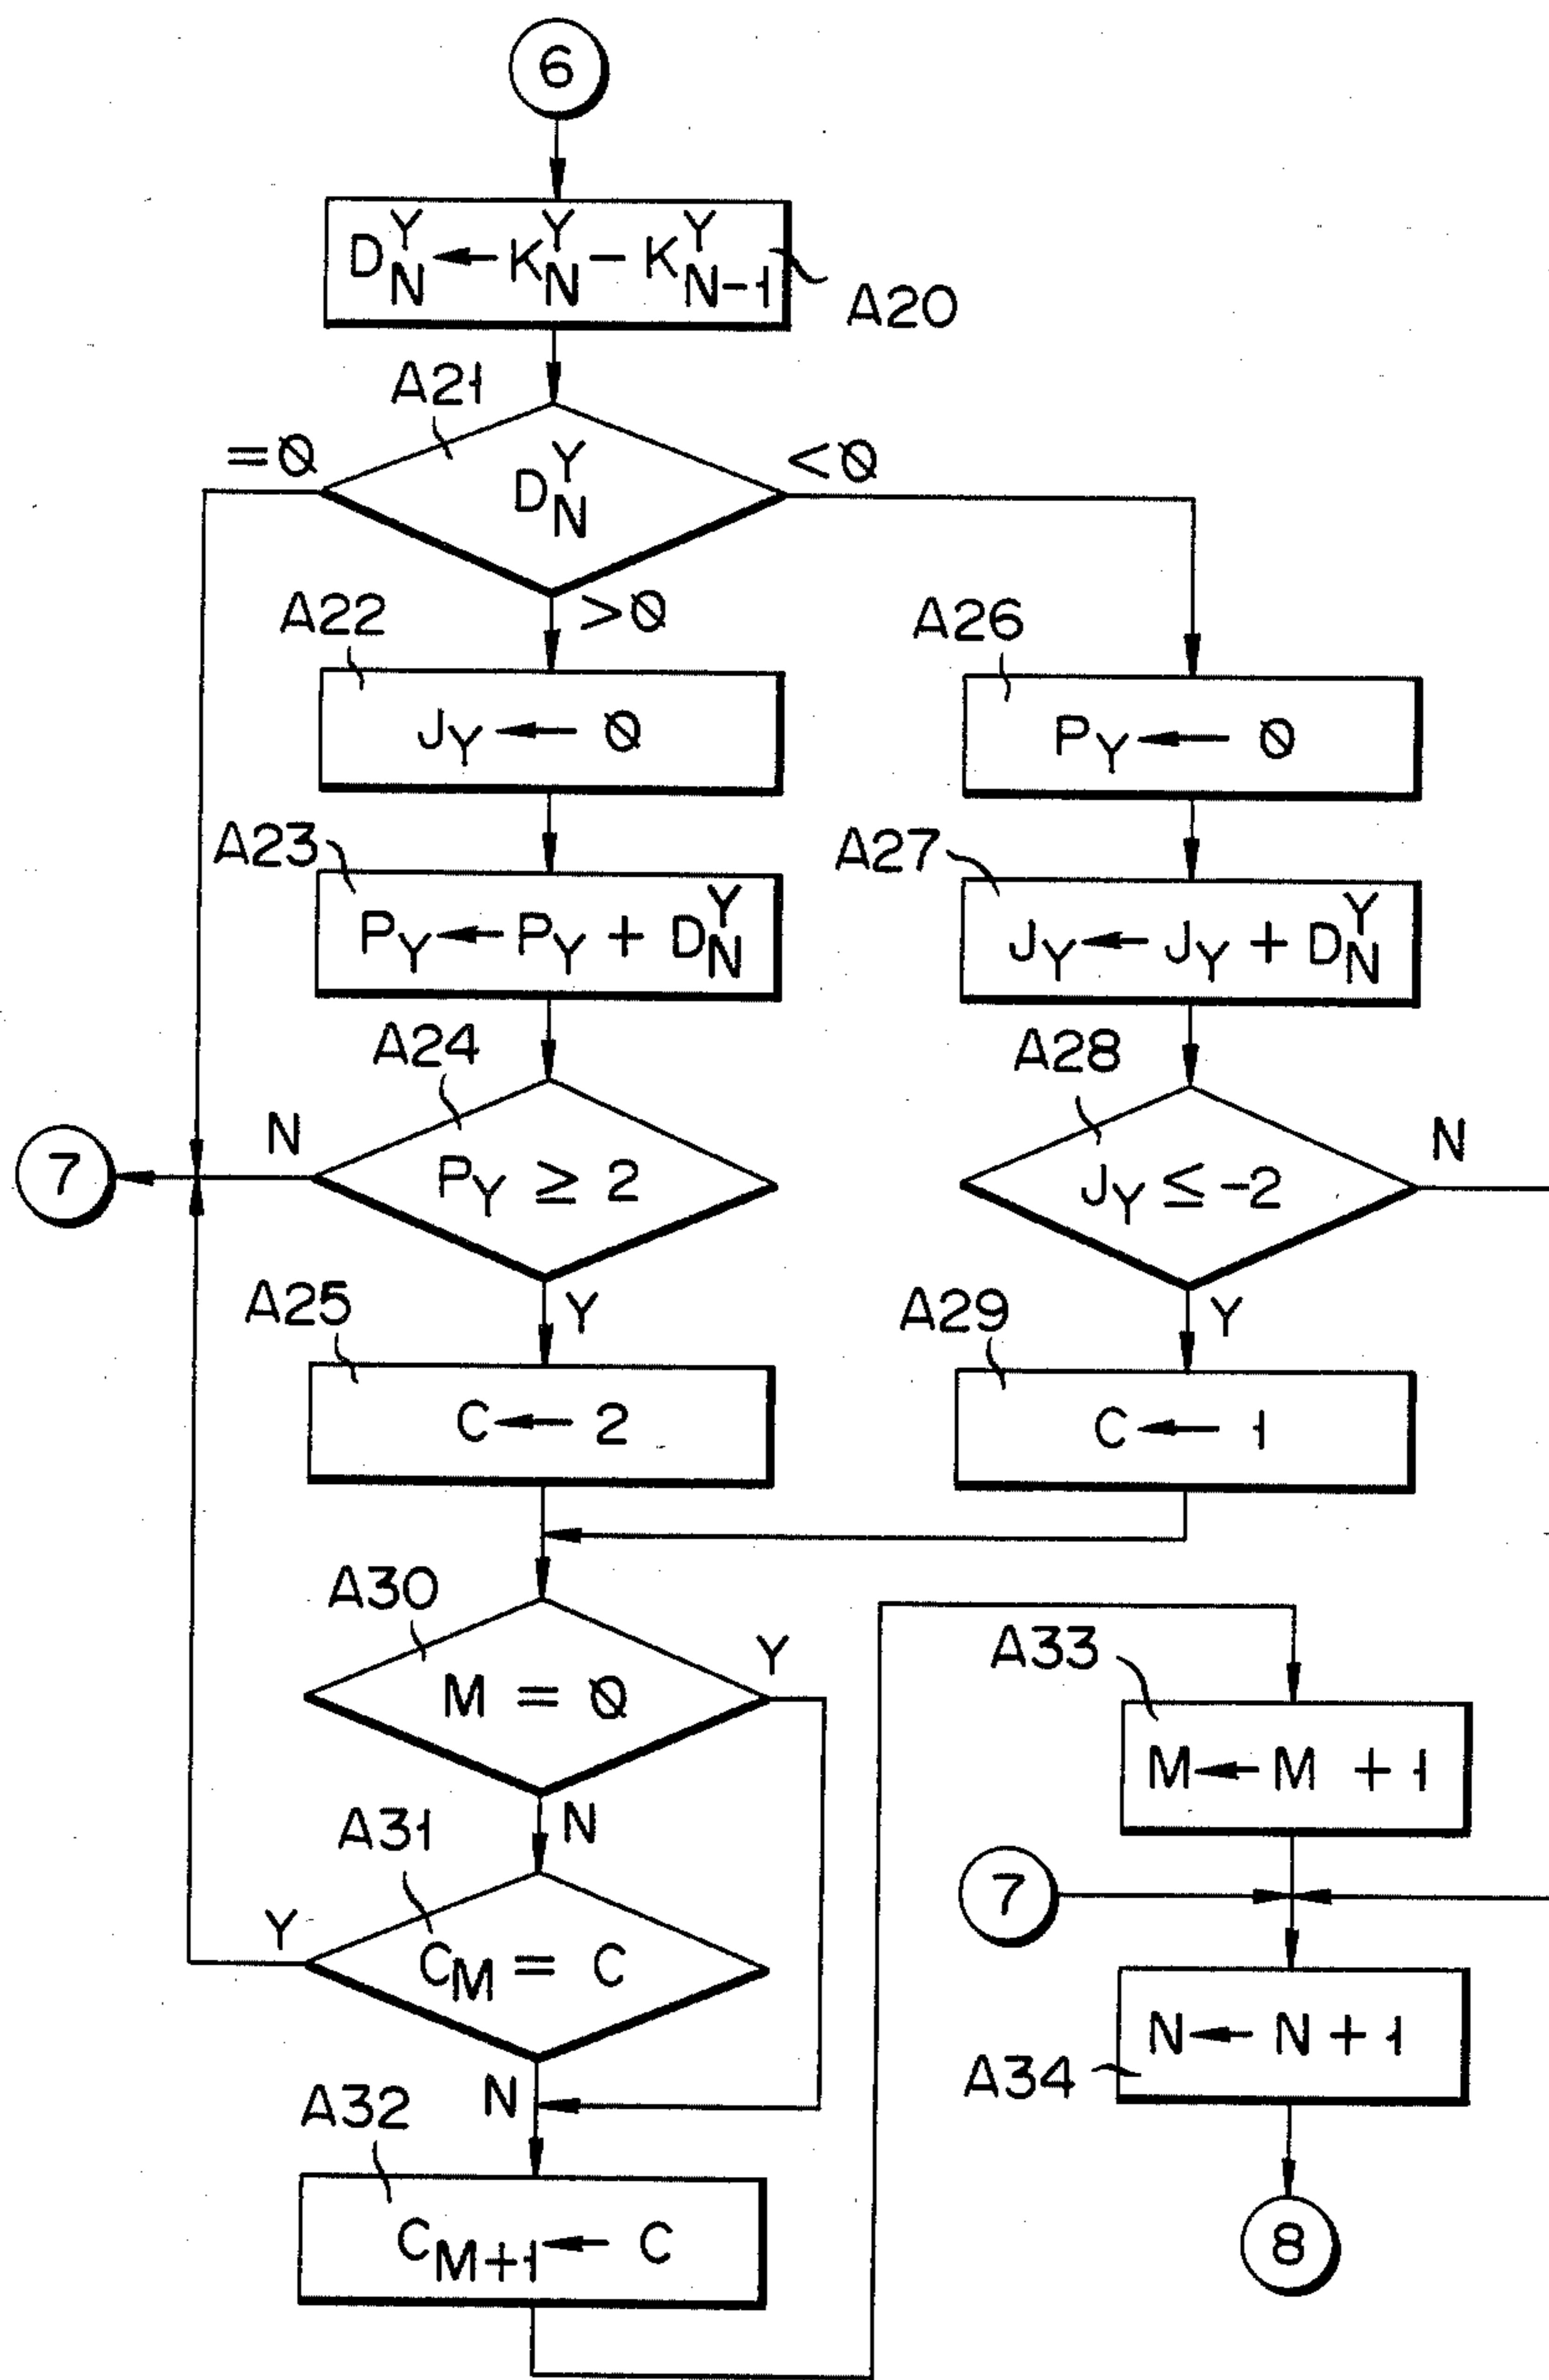 6
D_N^Y ← K_N^Y − K_{N-1}^Y
A20
A21
=0
D_N^Y
<0
>0
A22
J_Y ← 0
A26
P_Y ← 0
A23
P_Y ← P_Y + D_N^Y
A27
J_Y ← J_Y + D_N^Y
A24
N
P_Y ≥ 2
Y
7
A28
J_Y ≤ -2
N
Y
A25
C ← 2
A29
C ← 1
A30
M = 0
Y
N
A31
C_M = C
Y
N
A32
C_{M+1} ← C
A33
M ← M + 1
7
N ← N + 1
A34
8